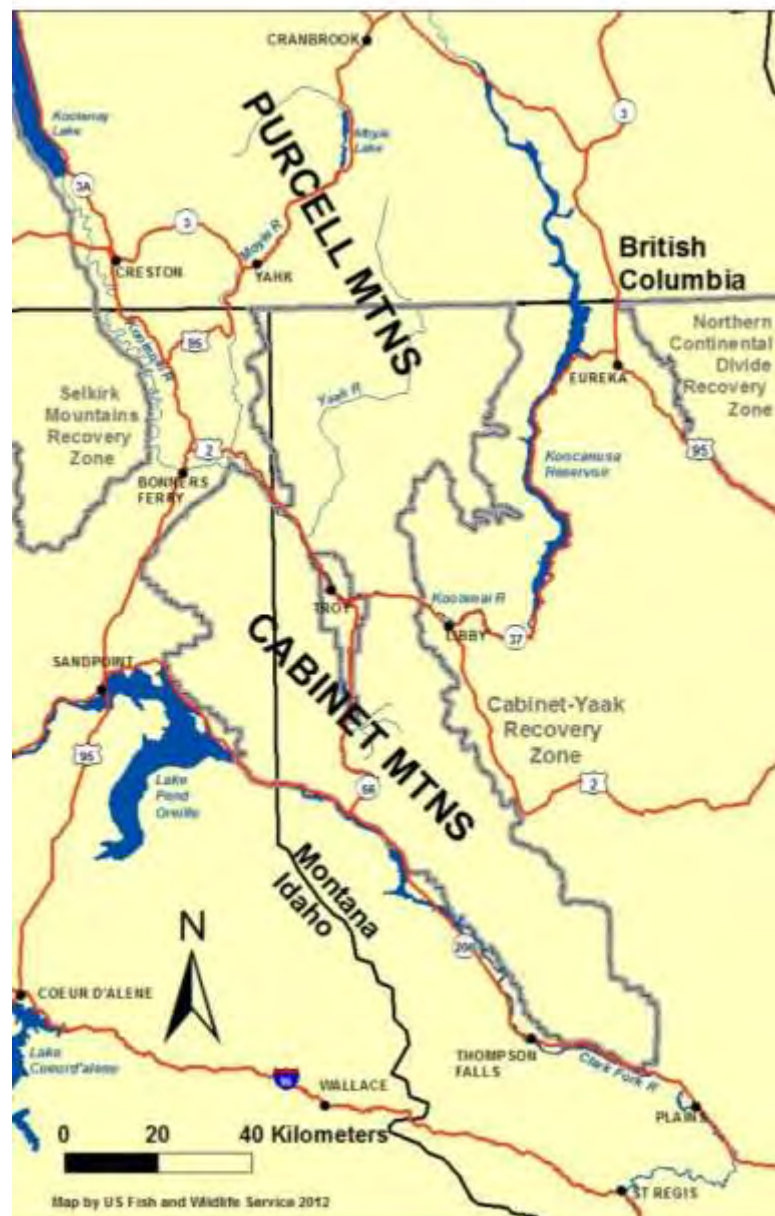 CRANBROOK
Kootenay
Lake
Moyie
Lake
PURCELL MTNS
3
3A
3
Moyie R
CRESTON
YAHK
British
Columbia
Kootenai R
95
Northern
Continental
Divide
Recovery
Zone
EUREKA
Selkirk
Mountains
Recovery
Zone
Yaak R
2
95
Koocanusa
Reservoir
BONNERS
FERRY
TROY
Kootenai R
LIBBY
37
CABINET MTNS
SANDPOINT
Cabinet-Yaak
Recovery
Zone
95
Lake
Pend
Oreille
56
2
Montana
Idaho
N
200
COEUR D'ALENE
Lake
Coeurd'alene
THOMPSON
FALLS
Clark Fork R
90
WALLACE
PLAINS
0 20 40 Kilometers
ST REGIS
Map by US Fish and Wildlife Service 2012